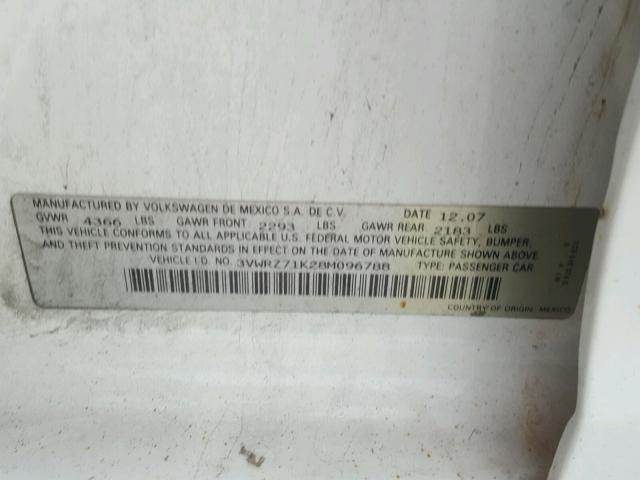 MANUFACTURED BY VOLKSWAGEN DE MEXICO S.A. DE C.V. DATE 12.07
GVWR 4366 LBS GAWR FRONT 2293 LBS GAWR REAR 2183 LBS
THIS VEHICLE CONFORMS TO ALL APPLICABLE U.S. FEDERAL MOTOR VEHICLE SAFETY, BUMPER,
AND THEFT PREVENTION STANDARDS IN EFFECT ON THE DATE OF MANUFACTURE SHOWN ABOVE
VEHICLE I.D. NO. 3VWRZ71K28M096788 TYPE: PASSENGER CAR
COUNTRY OF ORIGIN: MEXICO